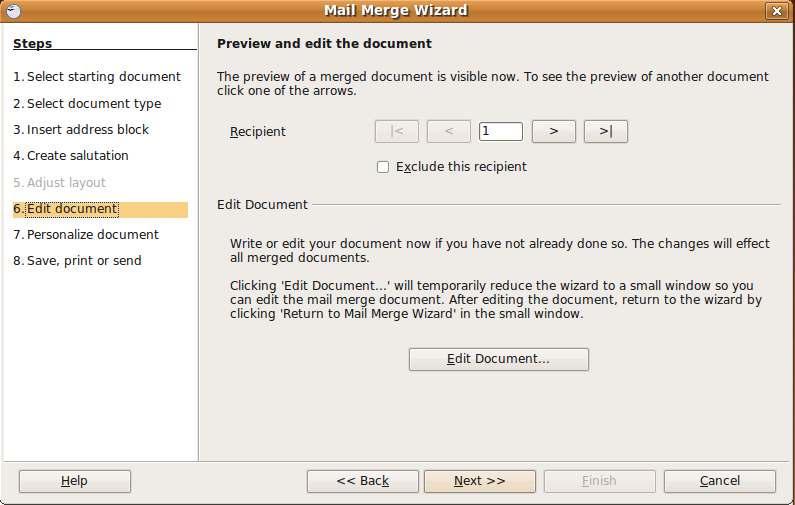 Mail Merge Wizard
Steps
1. Select starting document
2. Select document type
3. Insert address block
4. Create salutation
5. Adjust layout
6. Edit document
7. Personalize document
8. Save, print or send
Preview and edit the document
The preview of a merged document is visible now. To see the preview of another document
click one of the arrows.
Recipient |< < 1 > >|
Exclude this recipient
Edit Document
Write or edit your document now if you have not already done so. The changes will effect
all merged documents.
Clicking 'Edit Document...' will temporarily reduce the wizard to a small window so you
can edit the mail merge document. After editing the document, return to the wizard by
clicking 'Return to Mail Merge Wizard' in the small window.
Edit Document...
Help << Back Next >> Finish Cancel